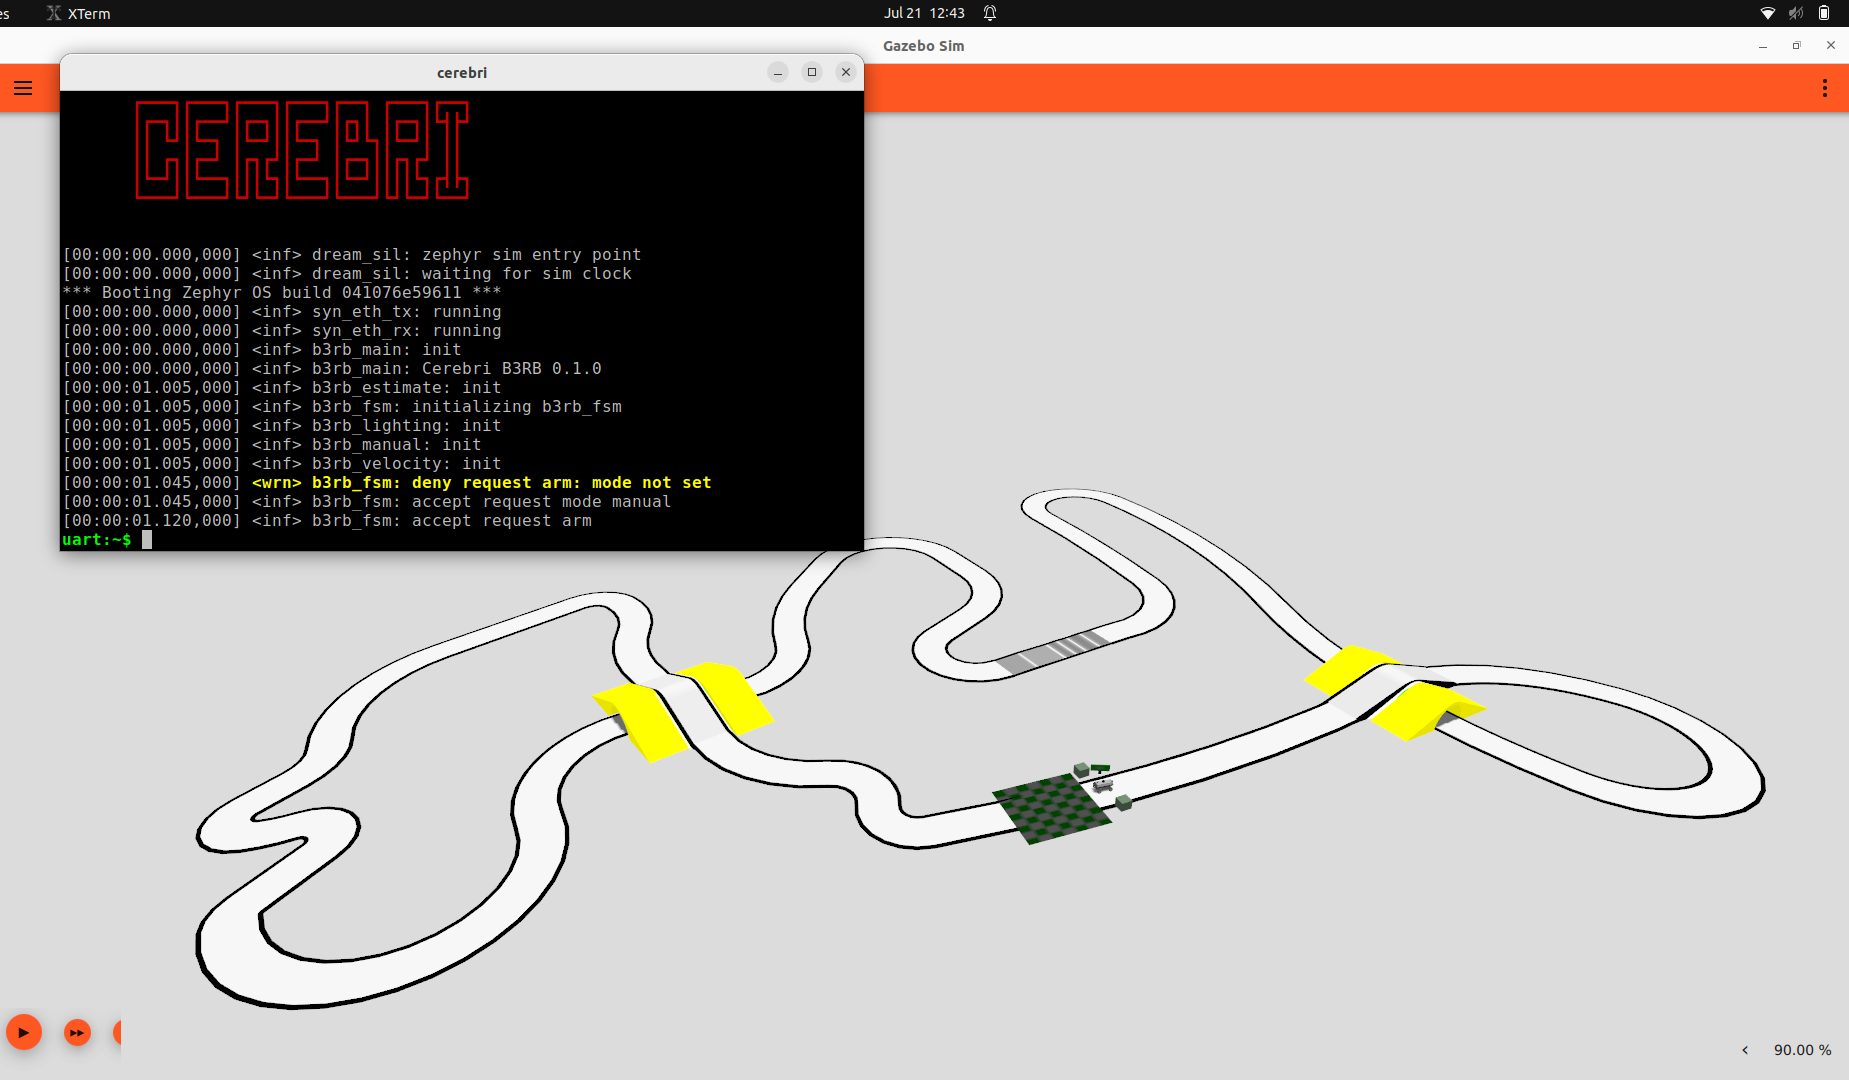 es XTerm Jul 21 12:43
Gazebo Sim
cerebri
CEREBRI
[00:00:00.000,000] <inf> dream_sil: zephyr sim entry point
[00:00:00.000,000] <inf> dream_sil: waiting for sim clock
*** Booting Zephyr OS build 041076e59611 ***
[00:00:00.000,000] <inf> syn_eth_tx: running
[00:00:00.000,000] <inf> syn_eth_rx: running
[00:00:00.000,000] <inf> b3rb_main: init
[00:00:00.000,000] <inf> b3rb_main: Cerebri B3RB 0.1.0
[00:00:01.005,000] <inf> b3rb_estimate: init
[00:00:01.005,000] <inf> b3rb_fsm: initializing b3rb_fsm
[00:00:01.005,000] <inf> b3rb_lighting: init
[00:00:01.005,000] <inf> b3rb_manual: init
[00:00:01.005,000] <inf> b3rb_velocity: init
[00:00:01.045,000] <wrn> b3rb_fsm: deny request arm: mode not set
[00:00:01.045,000] <inf> b3rb_fsm: accept request mode manual
[00:00:01.120,000] <inf> b3rb_fsm: accept request arm
uart:~$
90.00 %